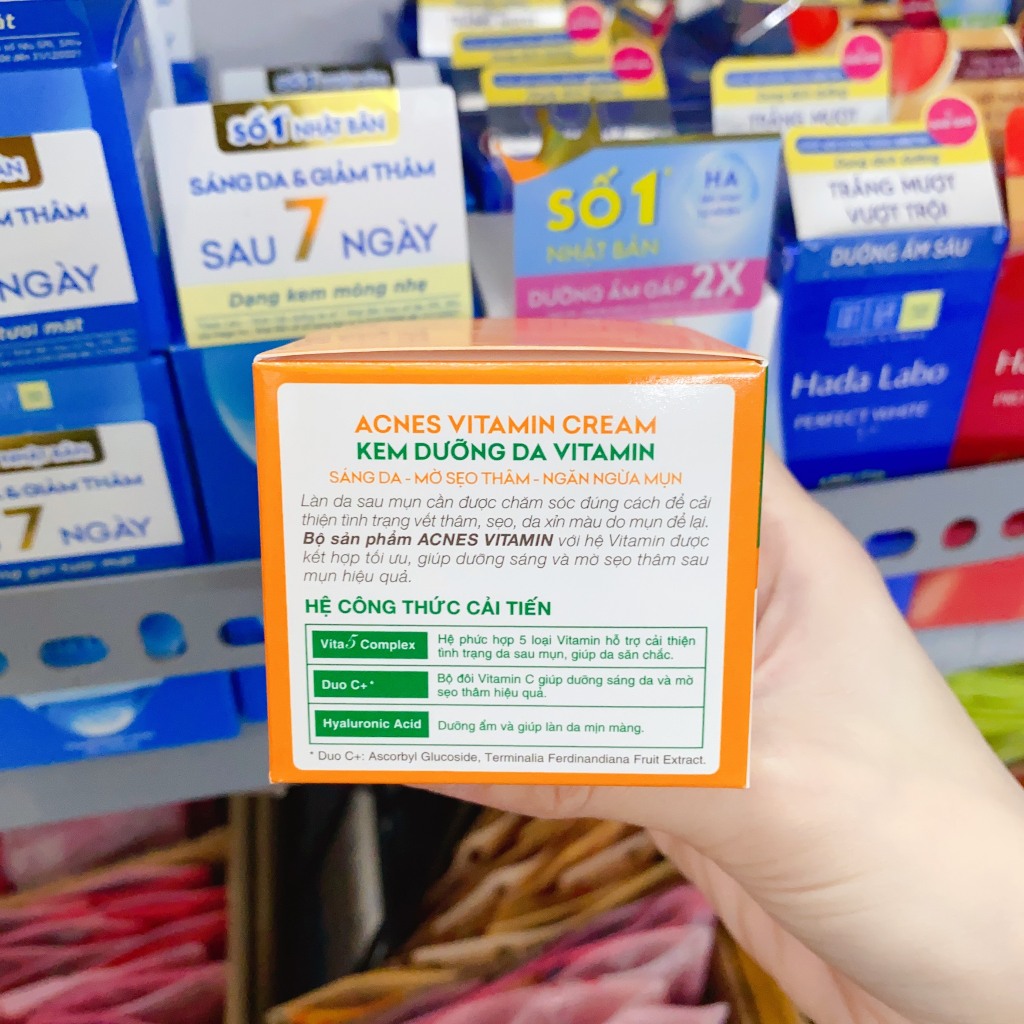 SỐ 1 NHẬT BẢN
SÁNG DA & GIẢM THÂM
SAU 7 NGÀY
Dạng kem mỏng nhẹ
M THÂM
NGÀY
tươi mát
& GIẢM THÂM
7 NGÀY
SỐ 1
NHẬT BẢN
DƯỠNG ẨM GẤP 2X
HA
TRẮNG MƯỢT
TRẮNG MƯỢT
VƯỢT TRỘI
DƯỠNG ẨM SÂU
Hada Labo
PERFECT WHITE
ACNES VITAMIN CREAM
KEM DƯỠNG DA VITAMIN
SÁNG DA - MỜ SẸO THÂM - NGĂN NGỪA MỤN
Làn da sau mụn cần được chăm sóc đúng cách để cải
thiện tình trạng vết thâm, sẹo, da xỉn màu do mụn để lại.
Bộ sản phẩm ACNES VITAMIN với hệ Vitamin được
kết hợp tối ưu, giúp dưỡng sáng và mờ sẹo thâm sau
mụn hiệu quả.
HỆ CÔNG THỨC CẢI TIẾN
Vita5 Complex
Hệ phức hợp 5 loại Vitamin hỗ trợ cải thiện
tình trạng da sau mụn, giúp da săn chắc.
Duo C+*
Bộ đôi Vitamin C giúp dưỡng sáng da và mờ
sẹo thâm hiệu quả.
Hyaluronic Acid
Dưỡng ẩm và giúp làn da mịn màng.
* Duo C+: Ascorbyl Glucoside, Terminalia Ferdinandiana Fruit Extract.